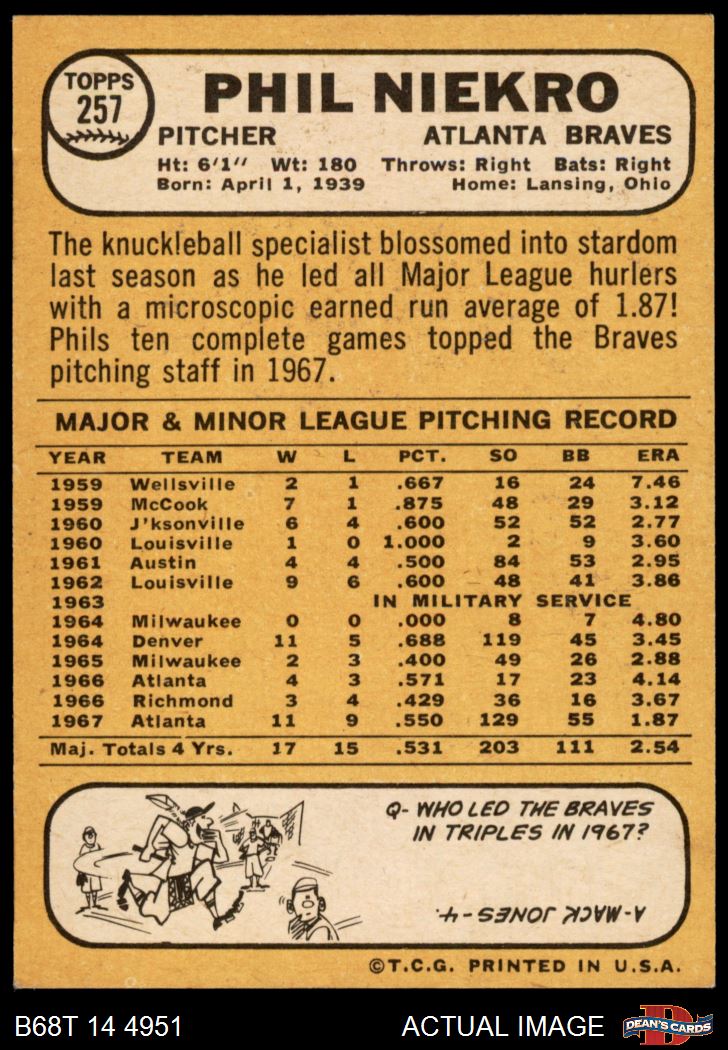 TOPPS
257
PHIL NIEKRO
PITCHER ATLANTA BRAVES
Ht: 6'1" Wt: 180 Throws: Right Bats: Right
Born: April 1, 1939 Home: Lansing, Ohio
The knuckleball specialist blossomed into stardom
last season as he led all Major League hurlers
with a microscopic earned run average of 1.87!
Phils ten complete games topped the Braves
pitching staff in 1967.
MAJOR & MINOR LEAGUE PITCHING RECORD
YEAR TEAM W L PCT. SO BB ERA
1959 Wellsville 2 1 .667 16 24 7.46
1959 McCook 7 1 .875 48 29 3.12
1960 J'ksonville 6 4 .600 52 52 2.77
1960 Louisville 1 0 1.000 2 9 3.60
1961 Austin 4 4 .500 84 53 2.95
1962 Louisville 9 6 .600 48 41 3.86
1963 IN MILITARY SERVICE
1964 Milwaukee 0 0 .000 8 7 4.80
1964 Denver 11 5 .688 119 45 3.45
1965 Milwaukee 2 3 .400 49 26 2.88
1966 Atlanta 4 3 .571 17 23 4.14
1966 Richmond 3 4 .429 36 16 3.67
1967 Atlanta 11 9 .550 129 55 1.87
Maj. Totals 4 Yrs. 17 15 .531 203 111 2.54
Q- WHO LED THE BRAVES
IN TRIPLES IN 1967?
A-MACK JONES-4.
©T.C.G. PRINTED IN U.S.A.
B68T 14 4951 ACTUAL IMAGE D DEAN'S CARDS